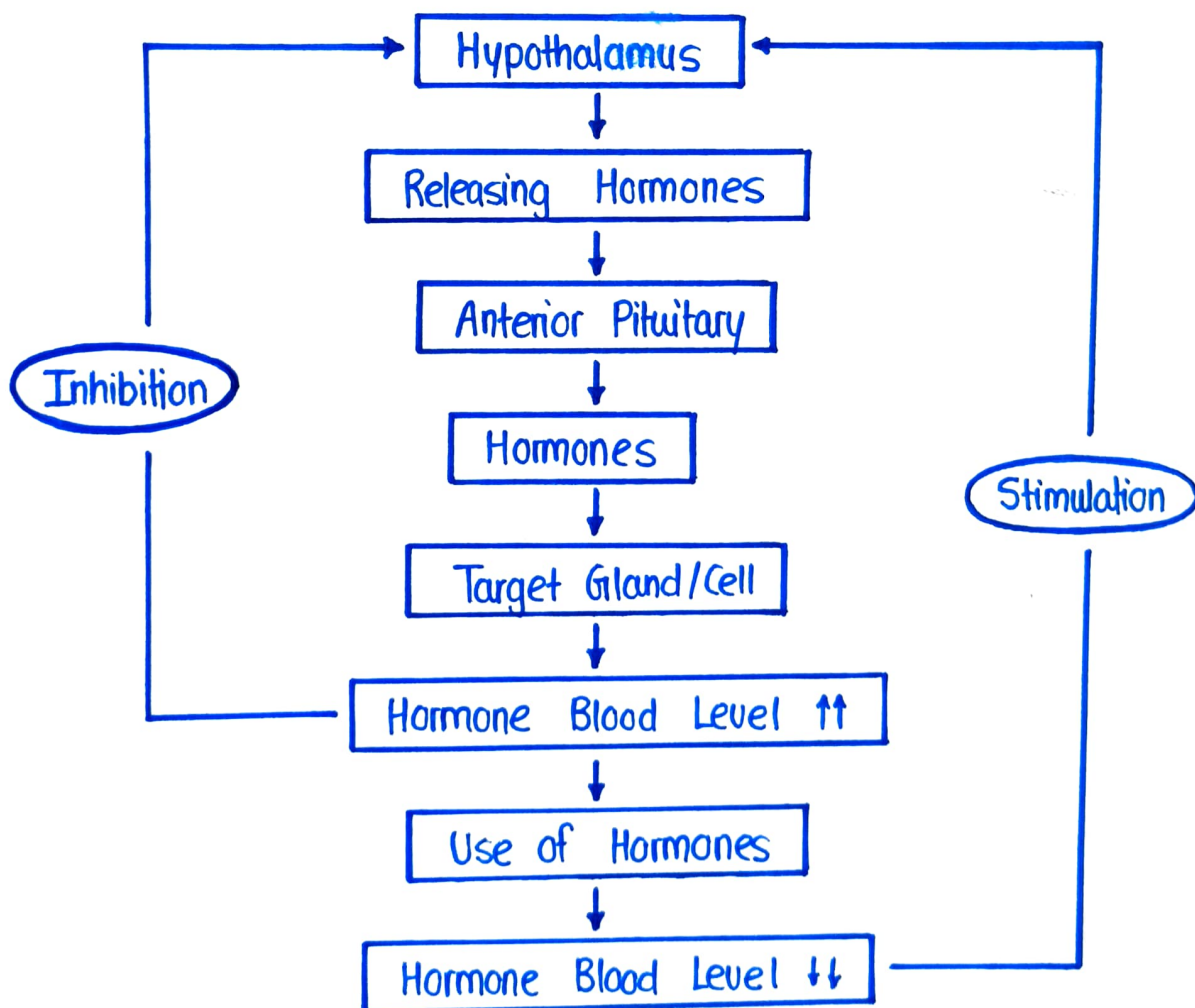 Hypothalamus
Releasing Hormones
Anterior Pituitary
Inhibition
Hormones
Stimulation
Target Gland/Cell
Hormone Blood Level ↑↑
Use of Hormones
Hormone Blood Level ↓↓